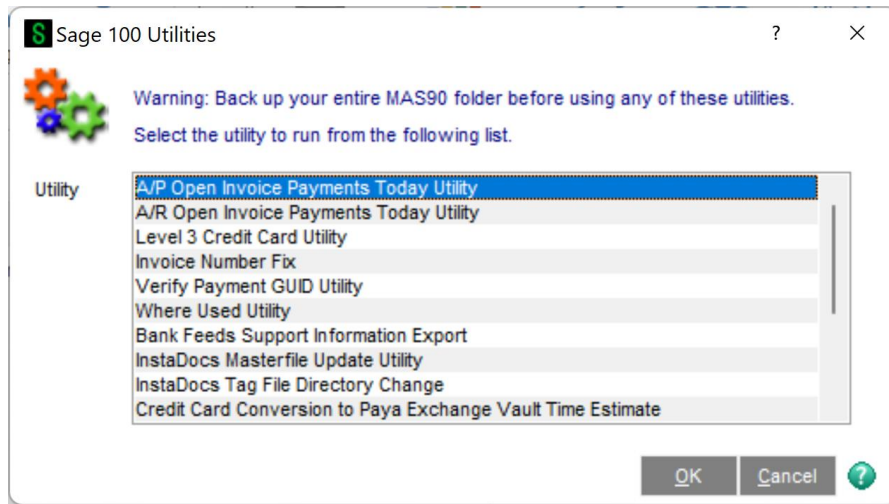 S Sage 100 Utilities ? ×
Warning: Back up your entire MAS90 folder before using any of these utilities.
Select the utility to run from the following list.
Utility
A/P Open Invoice Payments Today Utility
A/R Open Invoice Payments Today Utility
Level 3 Credit Card Utility
Invoice Number Fix
Verify Payment GUID Utility
Where Used Utility
Bank Feeds Support Information Export
InstaDocs Masterfile Update Utility
InstaDocs Tag File Directory Change
Credit Card Conversion to Paya Exchange Vault Time Estimate
OK Cancel ?